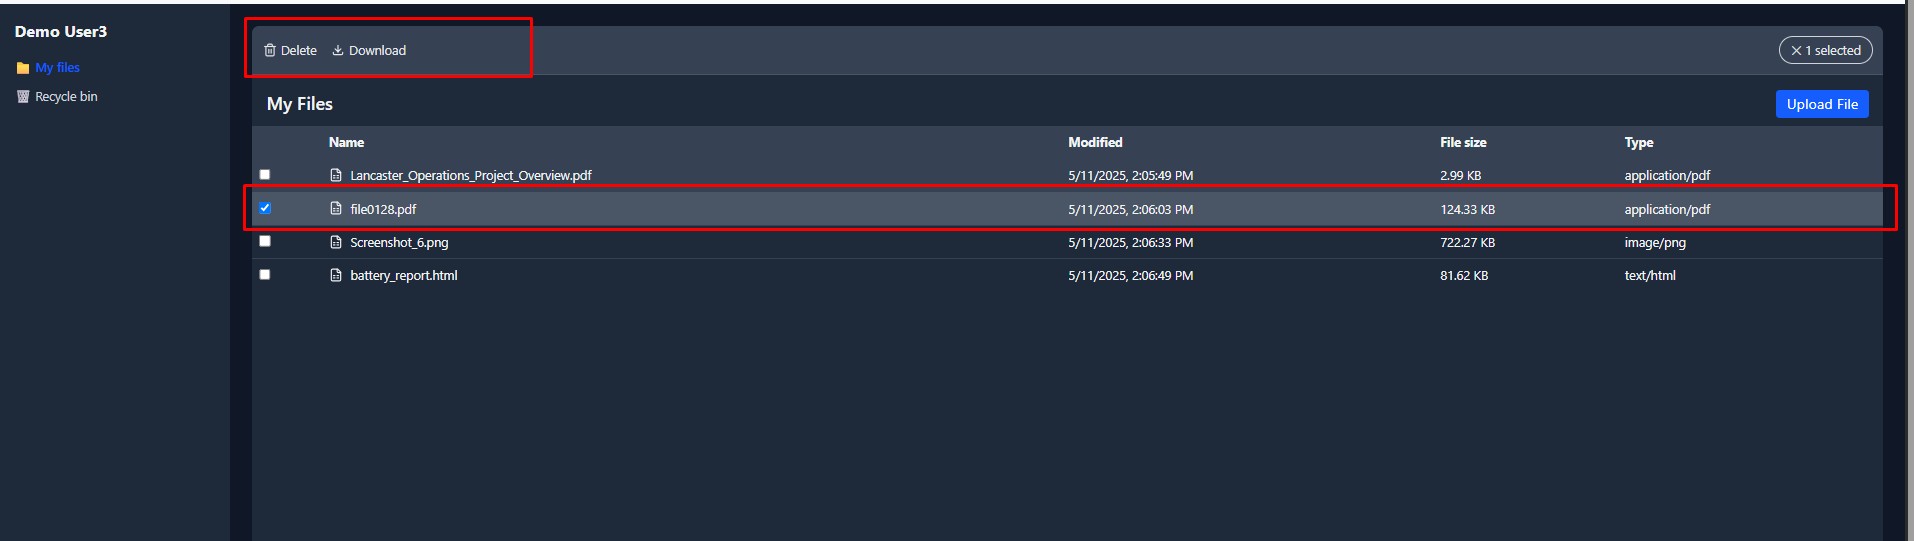 Demo User3
My files
Recycle bin
Delete Download
1 selected
My Files
Upload File
Name Modified File size Type
Lancaster_Operations_Project_Overview.pdf 5/11/2025, 2:05:49 PM 2.99 KB application/pdf
file0128.pdf 5/11/2025, 2:06:03 PM 124.33 KB application/pdf
Screenshot_6.png 5/11/2025, 2:06:33 PM 722.27 KB image/png
battery_report.html 5/11/2025, 2:06:49 PM 81.62 KB text/html